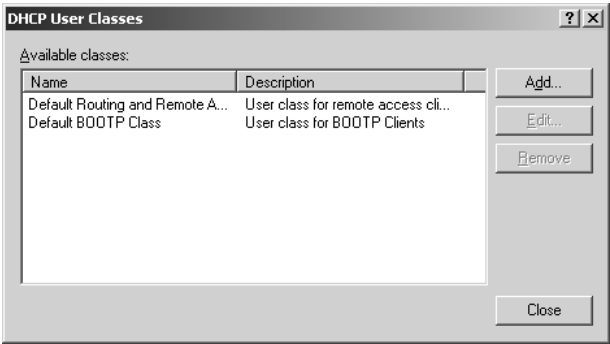 DHCP User Classes
Available classes:
Name Description
Default Routing and Remote A... User class for remote access cli...
Default BOOTP Class User class for BOOTP Clients
Add...
Edit...
Remove
Close